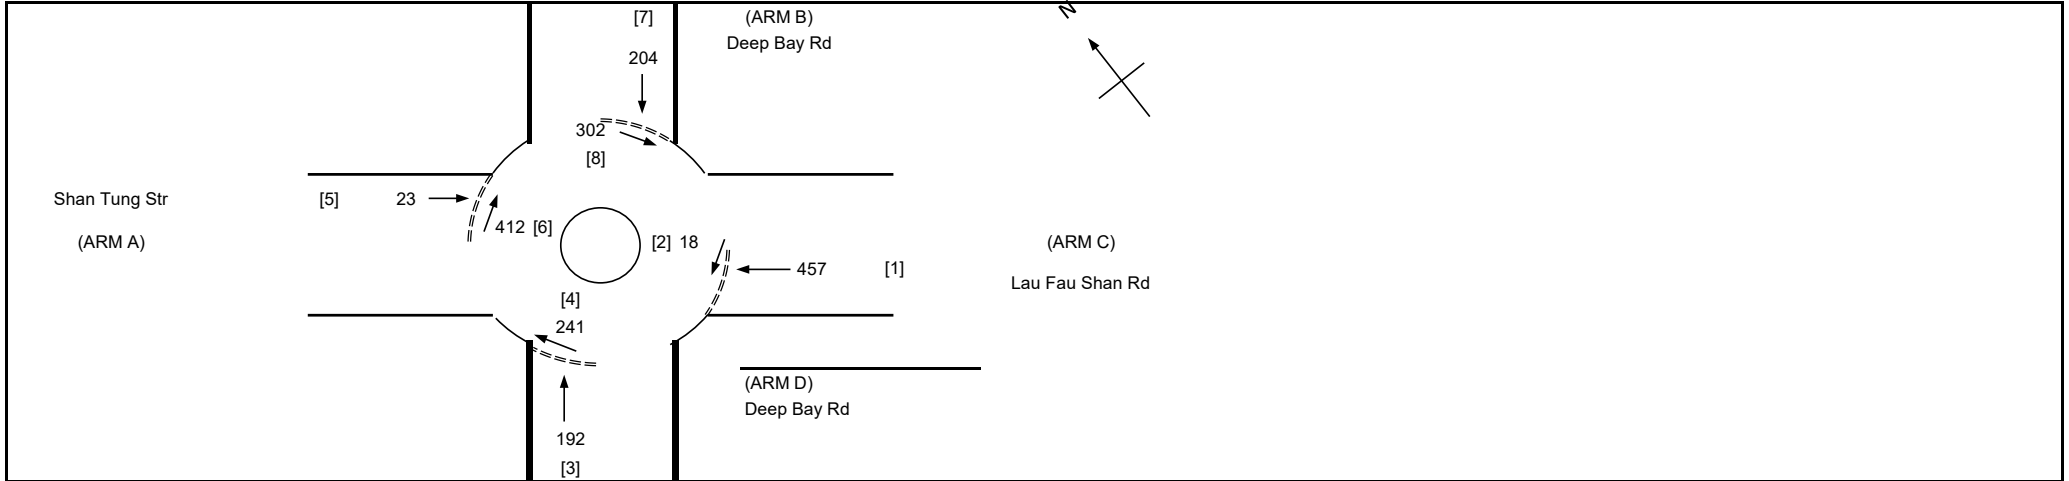 N
[7] (ARM B)
Deep Bay Rd
204
302
[8]
Shan Tung Str [5] 23
412 [6]
(ARM A) [2] 18 (ARM C)
457 [1]
Lau Fau Shan Rd
[4]
241
(ARM D)
Deep Bay Rd
192
[3]